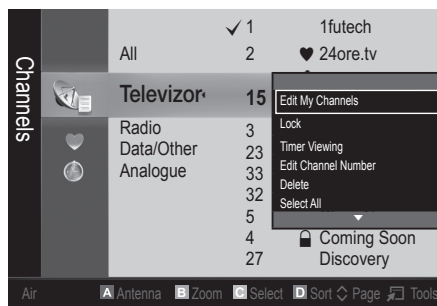 Channels
1 1futech
All 2 24ore.tv
Televizor 15
Edit My Channels
Lock
Timer Viewing
Edit Channel Number
Delete
Select All
Radio 3
Data/Other 23
Analogue 33
32
5
4 Coming Soon
27 Discovery
Air A Antenna B Zoom C Select D Sort Page Tools